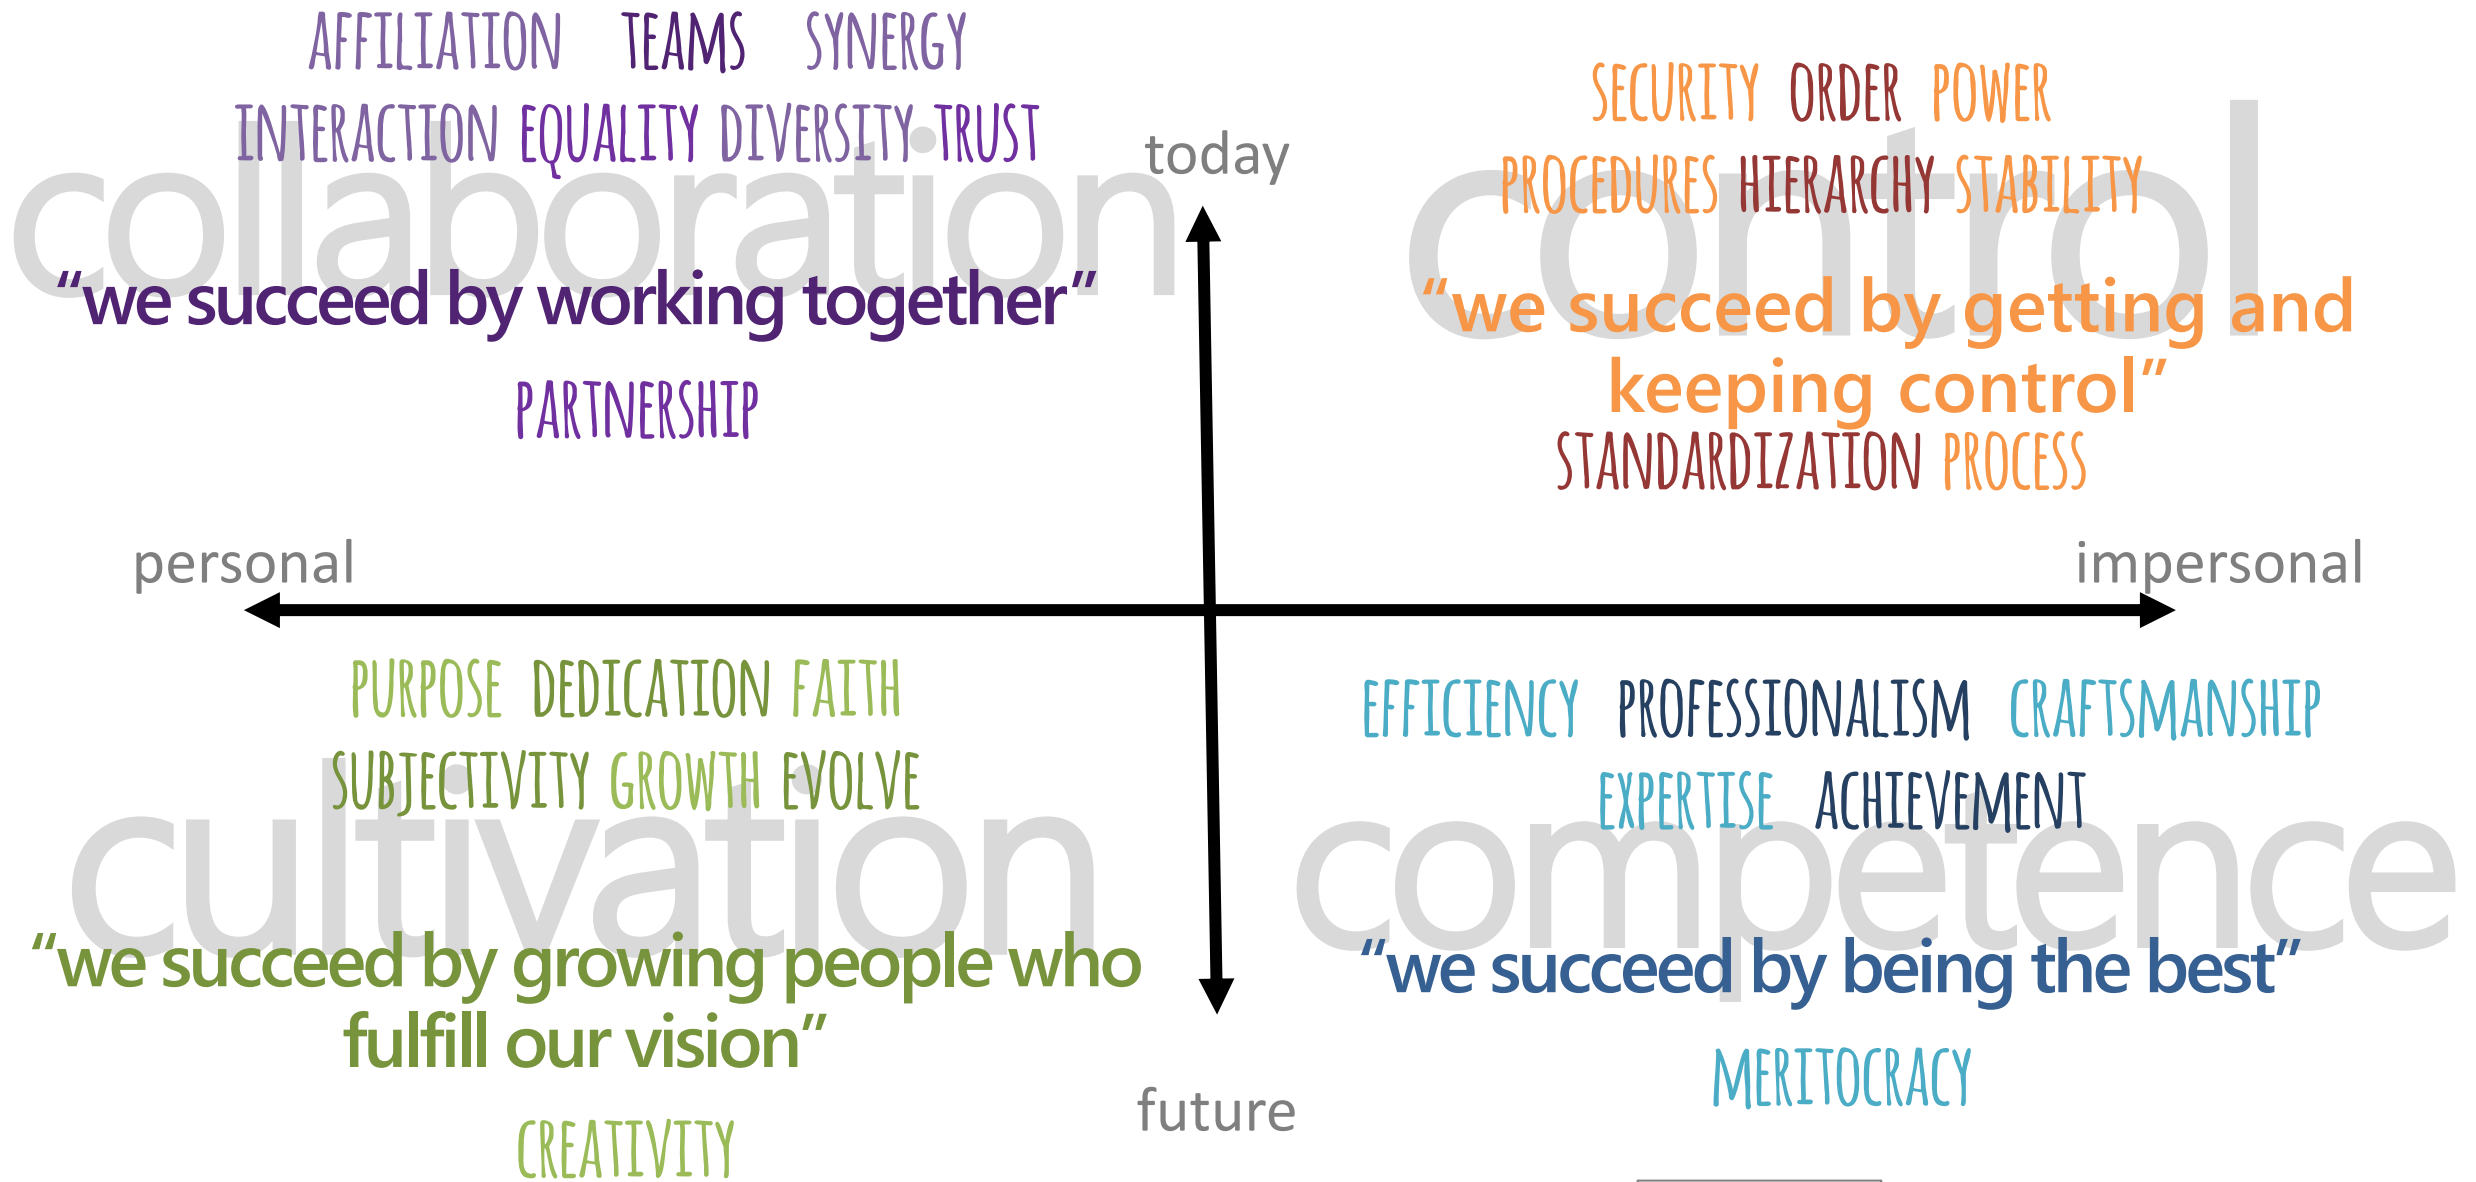 AFFILIATION TEAMS SYNERGY
INTERACTION EQUALITY DIVERSITY TRUST
collaboration
“we succeed by working together”
PARTNERSHIP
today
SECURITY ORDER POWER
PROCEDURES HIERARCHY STABILITY
control
“we succeed by getting and
keeping control”
STANDARDIZATION PROCESS
personal
impersonal
PURPOSE DEDICATION FAITH
SUBJECTIVITY GROWTH EVOLVE
cultivation
“we succeed by growing people who
fulfill our vision”
CREATIVITY
future
EFFICIENCY PROFESSIONALISM CRAFTSMANSHIP
EXPERTISE ACHIEVEMENT
competence
“we succeed by being the best”
MERITOCRACY